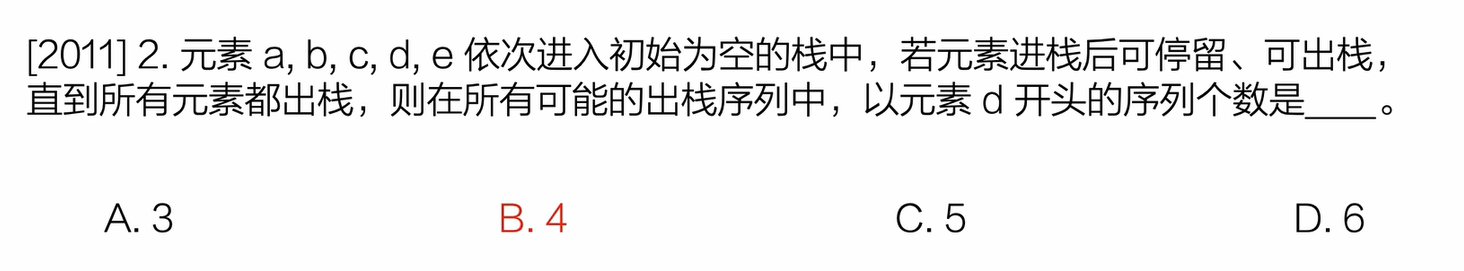 [2011] 2. 元素 a, b, c, d, e 依次进入初始为空的栈中，若元素进栈后可停留、可出栈，
直到所有元素都出栈，则在所有可能的出栈序列中，以元素 d 开头的序列个数是____。
A. 3 B. 4 C. 5 D. 6